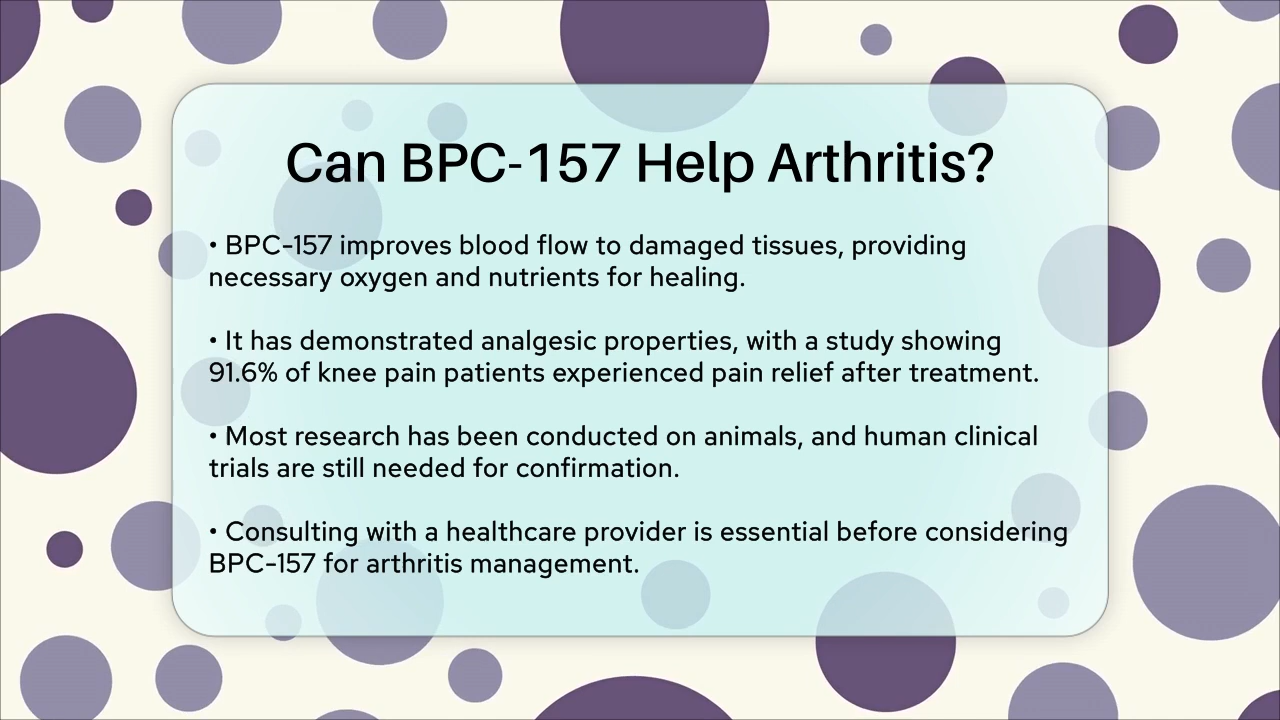 Can BPC-157 Help Arthritis?
• BPC-157 improves blood flow to damaged tissues, providing
necessary oxygen and nutrients for healing.
• It has demonstrated analgesic properties, with a study showing
91.6% of knee pain patients experienced pain relief after treatment.
• Most research has been conducted on animals, and human clinical
trials are still needed for confirmation.
• Consulting with a healthcare provider is essential before considering
BPC-157 for arthritis management.